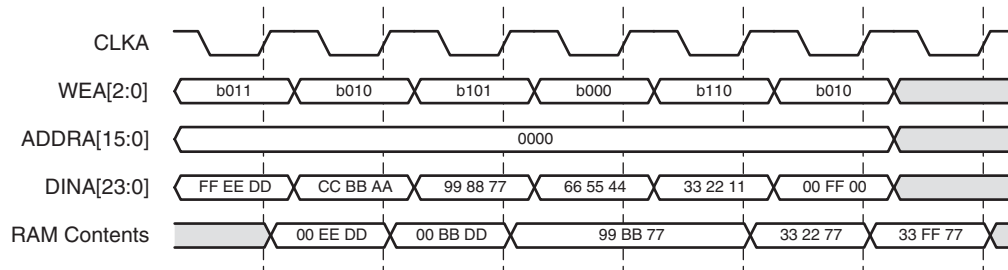 CLKA
WEA[2:0] b011 b010 b101 b000 b110 b010
ADDRA[15:0] 0000
DINA[23:0] FF EE DD CC BB AA 99 88 77 66 55 44 33 22 11 00 FF 00
RAM Contents 00 EE DD 00 BB DD 99 BB 77 33 22 77 33 FF 77